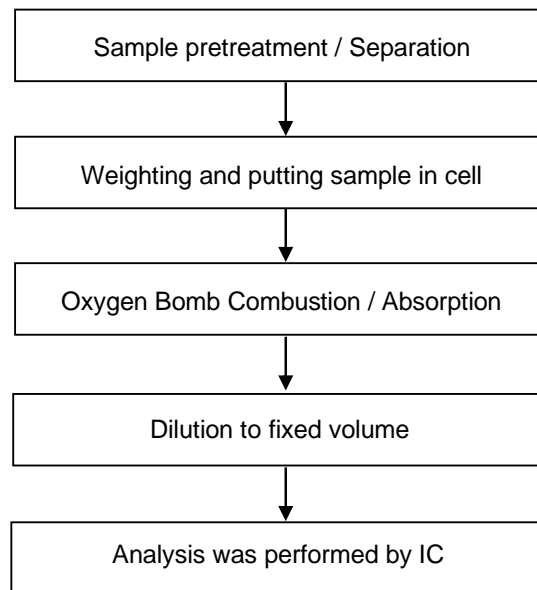 Sample pretreatment / Separation
Weighting and putting sample in cell
Oxygen Bomb Combustion / Absorption
Dilution to fixed volume
Analysis was performed by IC